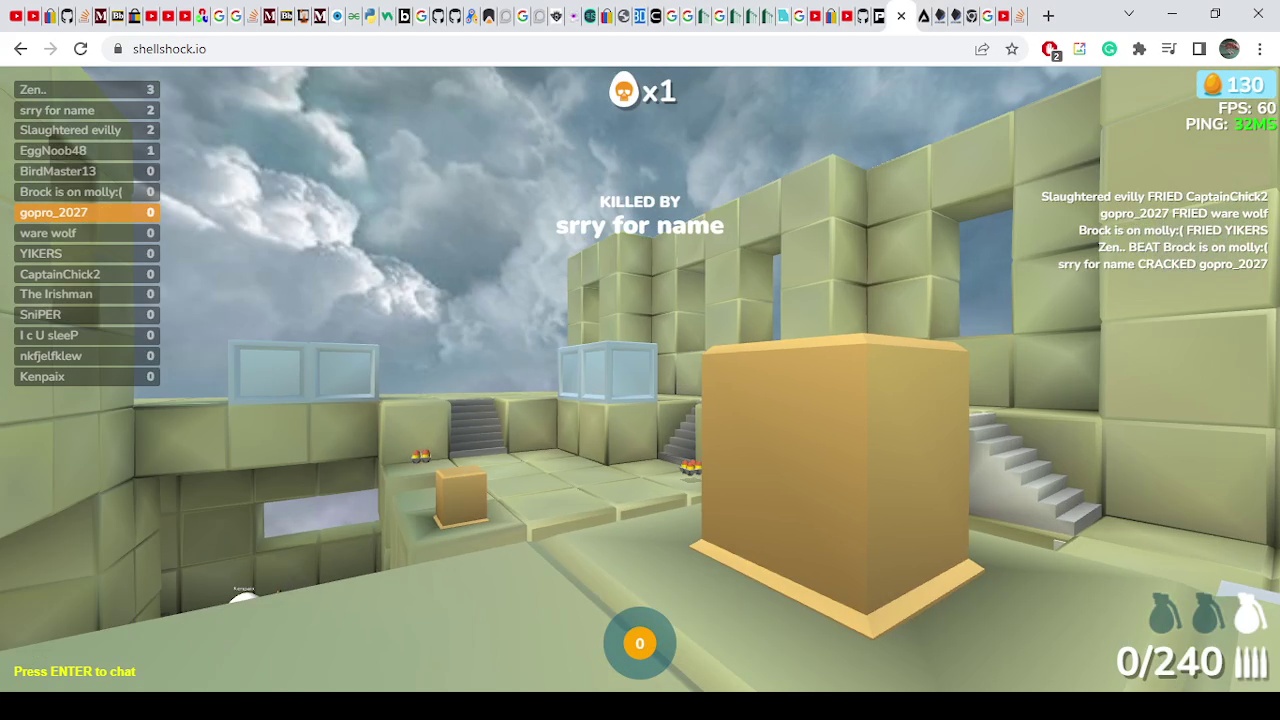 shellshock.io
2
Zen.. 3
srry for name 2
Slaughtered evilly 2
EggNoob48 1
BirdMaster13 0
Brock is on molly:( 0
gopro_2027 0
ware wolf 0
YIKERS 0
CaptainChick2 0
The Irishman 0
SniPER 0
I c U sleeP 0
nkfjelfklew 0
Kenpaix 0
x1
KILLED BY
srry for name
130
FPS: 60
PING: 32MS
Slaughtered evilly FRIED CaptainChick2
gopro_2027 FRIED ware wolf
Brock is on molly:( FRIED YIKERS
Zen.. BEAT Brock is on molly:(
srry for name CRACKED gopro_2027
Kenpaix
0
0/240
Press ENTER to chat